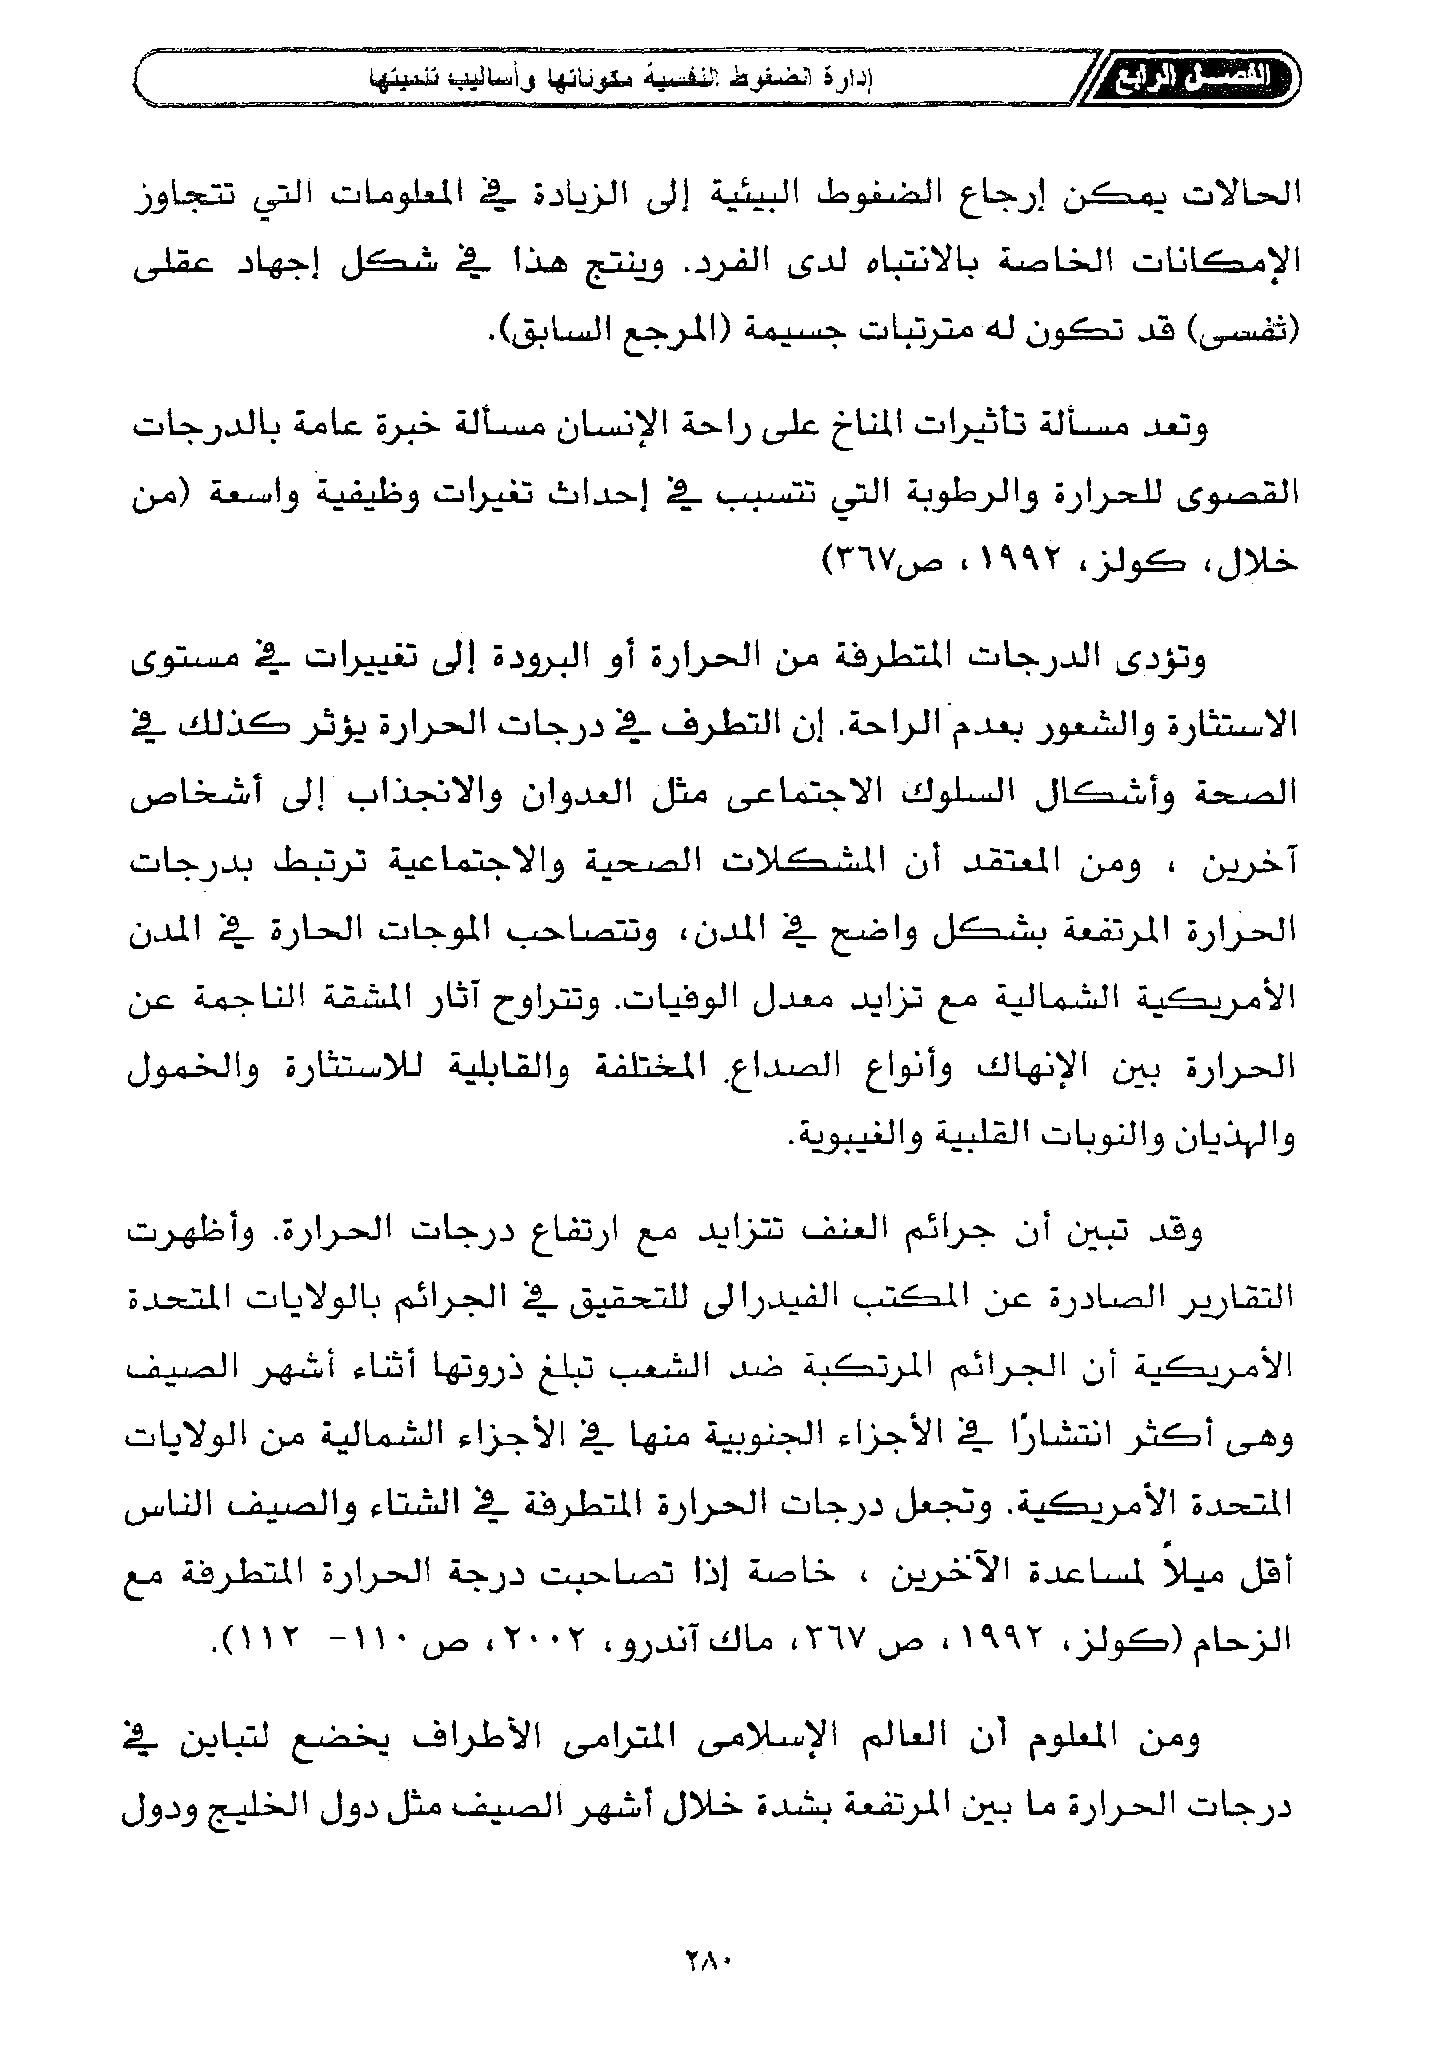 الفصل الرابع
إدارة الضغوط النفسية مكوناتها وأساليب تنميتها
الحالات يمكن إرجاع الضغوط البيئية إلى الزيادة في المعلومات التي تتجاوز
الإمكانات الخاصة بالانتباه لدى الفرد. وينتج هذا في شكل إجهاد عقلى
(نفسى) قد تكون له مترتبات جسيمة (المرجع السابق).
وتعد مسألة تأثيرات المناخ على راحة الإنسان مسألة خبرة عامة بالدرجات
القصوى للحرارة والرطوبة التي تتسبب في إحداث تغيرات وظيفية واسعة (من
خلال، كولز، ١٩٩٢، ص٣٦٧)
وتؤدى الدرجات المتطرفة من الحرارة أو البرودة إلى تغييرات في مستوى
الاستثارة والشعور بعدم الراحة. إن التطرف في درجات الحرارة يؤثر كذلك في
الصحة وأشكال السلوك الاجتماعى مثل العدوان والانجذاب إلى أشخاص
آخرين ، ومن المعتقد أن المشكلات الصحية والاجتماعية ترتبط بدرجات
الحرارة المرتفعة بشكل واضح في المدن، وتتصاحب الموجات الحارة في المدن
الأمريكية الشمالية مع تزايد معدل الوفيات. وتتراوح آثار المشقة الناجمة عن
الحرارة بين الإنهاك وأنواع الصداع المختلفة والقابلية للاستثارة والخمول
والهذيان والنوبات القلبية والغيبوبة.
وقد تبين أن جرائم العنف تتزايد مع ارتفاع درجات الحرارة. وأظهرت
التقارير الصادرة عن المكتب الفيدرالى للتحقيق في الجرائم بالولايات المتحدة
الأمريكية أن الجرائم المرتكبة ضد الشعب تبلغ ذروتها أثناء أشهر الصيف
وهى أكثر انتشارًا في الأجزاء الجنوبية منها في الأجزاء الشمالية من الولايات
المتحدة الأمريكية. وتجعل درجات الحرارة المتطرفة في الشتاء والصيف الناس
أقل ميلاً لمساعدة الآخرين ، خاصة إذا تصاحبت درجة الحرارة المتطرفة مع
الزحام (كولز، ١٩٩٢، ص ٣٦٧، ماك آندرو، ٢٠٠٢، ص ١١٠- ١١٢).
ومن المعلوم أن العالم الإسلامى المترامى الأطراف يخضع لتباين في
درجات الحرارة ما بين المرتفعة بشدة خلال أشهر الصيف مثل دول الخليج ودول
٢٨٠